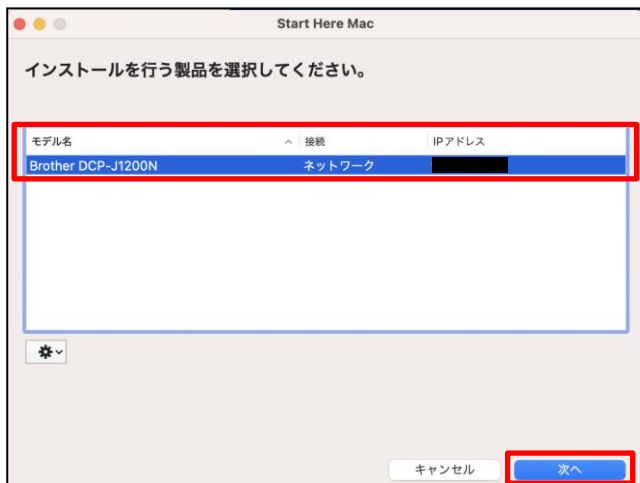 Start Here Mac
インストールを行う製品を選択してください。
モデル名 接続 IPアドレス
Brother DCP-J1200N ネットワーク
キャンセル 次へ